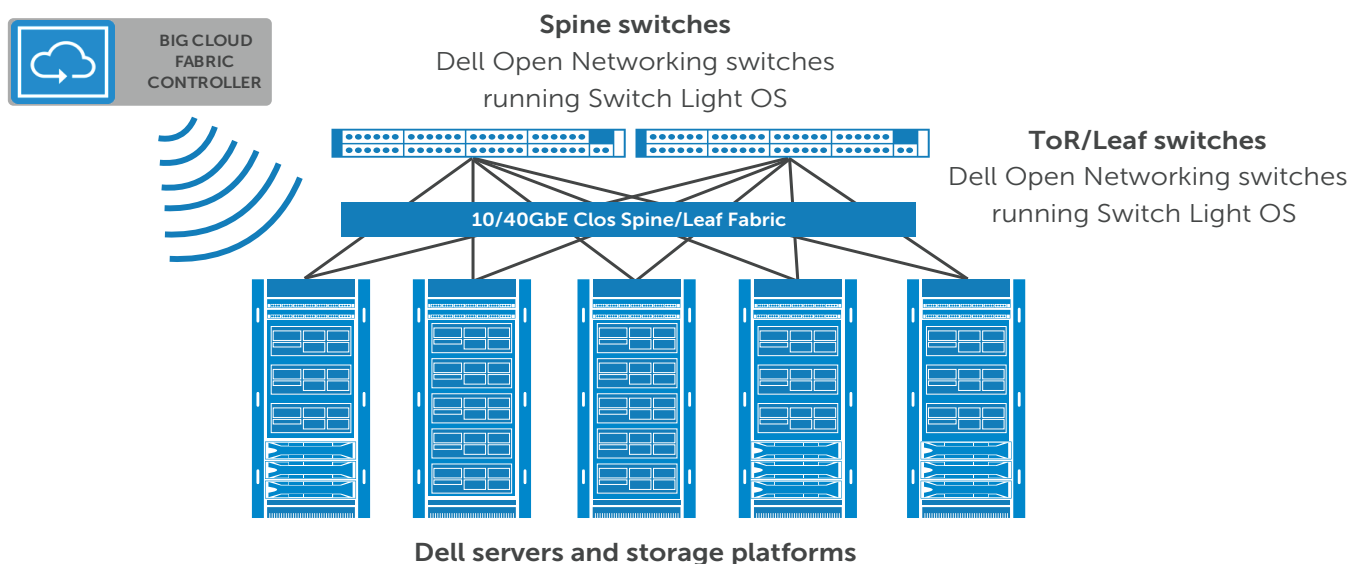 BIG CLOUD
FABRIC
CONTROLLER
Spine switches
Dell Open Networking switches
running Switch Light OS
ToR/Leaf switches
Dell Open Networking switches
running Switch Light OS
10/40GbE Clos Spine/Leaf Fabric
Dell servers and storage platforms